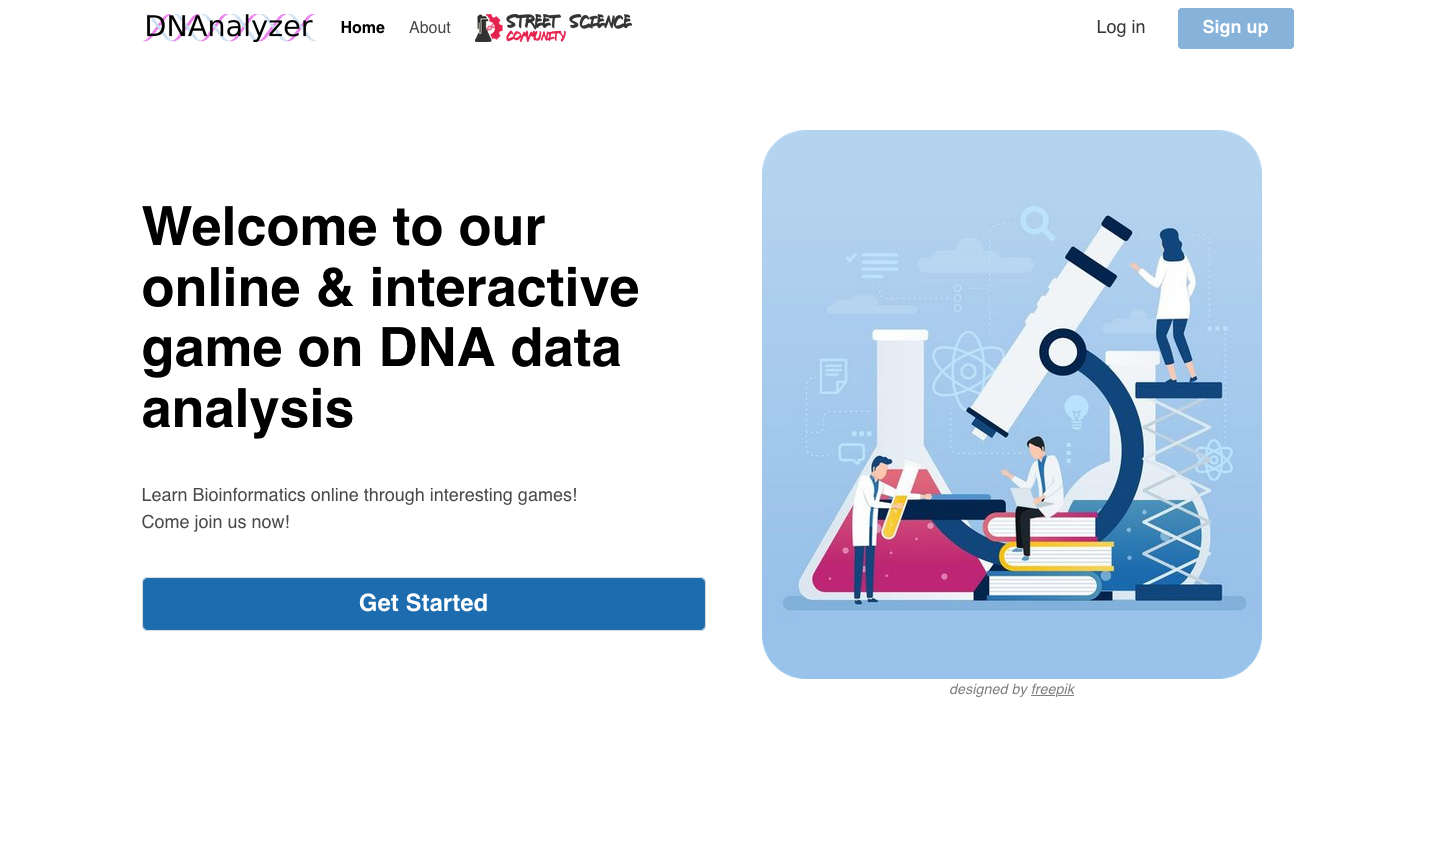 DNAnalyzer
Home
About
STREET SCIENCE
COMMUNITY
Log in
Sign up
Welcome to our
online & interactive
game on DNA data
analysis
Learn Bioinformatics online through interesting games!
Come join us now!
Get Started
designed by freepik